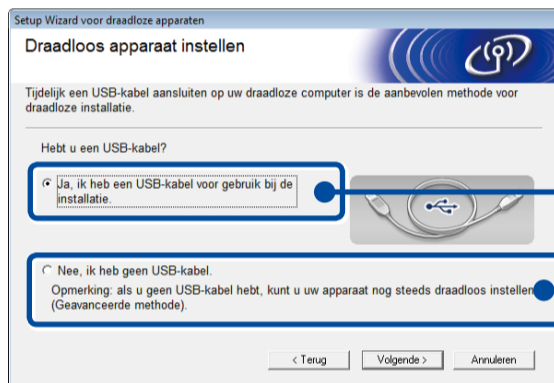 Setup Wizard voor draadloze apparaten
Draadloos apparaat instellen
Tijdelijk een USB-kabel aansluiten op uw draadloze computer is de aanbevolen methode voor
draadloze installatie.
Hebt u een USB-kabel?
Ja, ik heb een USB-kabel voor gebruik bij de
installatie.
Nee, ik heb geen USB-kabel.
Opmerking: als u geen USB-kabel hebt, kunt u uw apparaat nog steeds draadloos instellen
(Geavanceerde methode).
< Terug
Volgende >
Annuleren